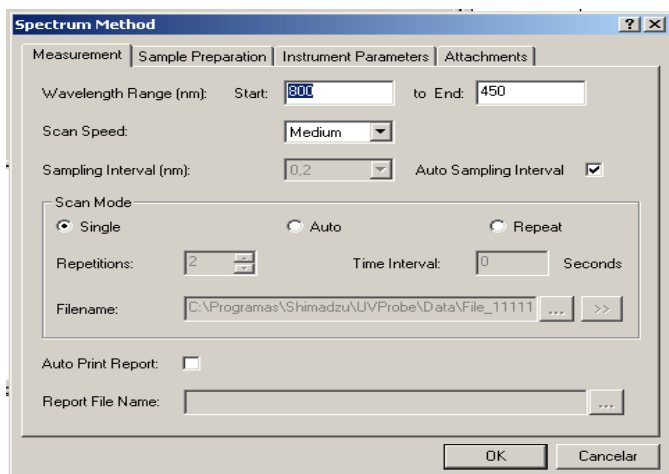 Spectrum Method
Measurement Sample Preparation Instrument Parameters Attachments
Wavelength Range (nm): Start: 800 to End: 450
Scan Speed: Medium
Sampling Interval (nm): 0,2 Auto Sampling Interval
Scan Mode
Single Auto Repeat
Repetitions: 2 Time Interval: 0 Seconds
Filename: C:\Programas\Shimadzu\UVProbe\Data\File_11111 ... >>
Auto Print Report:
Report File Name: ...
OK Cancelar